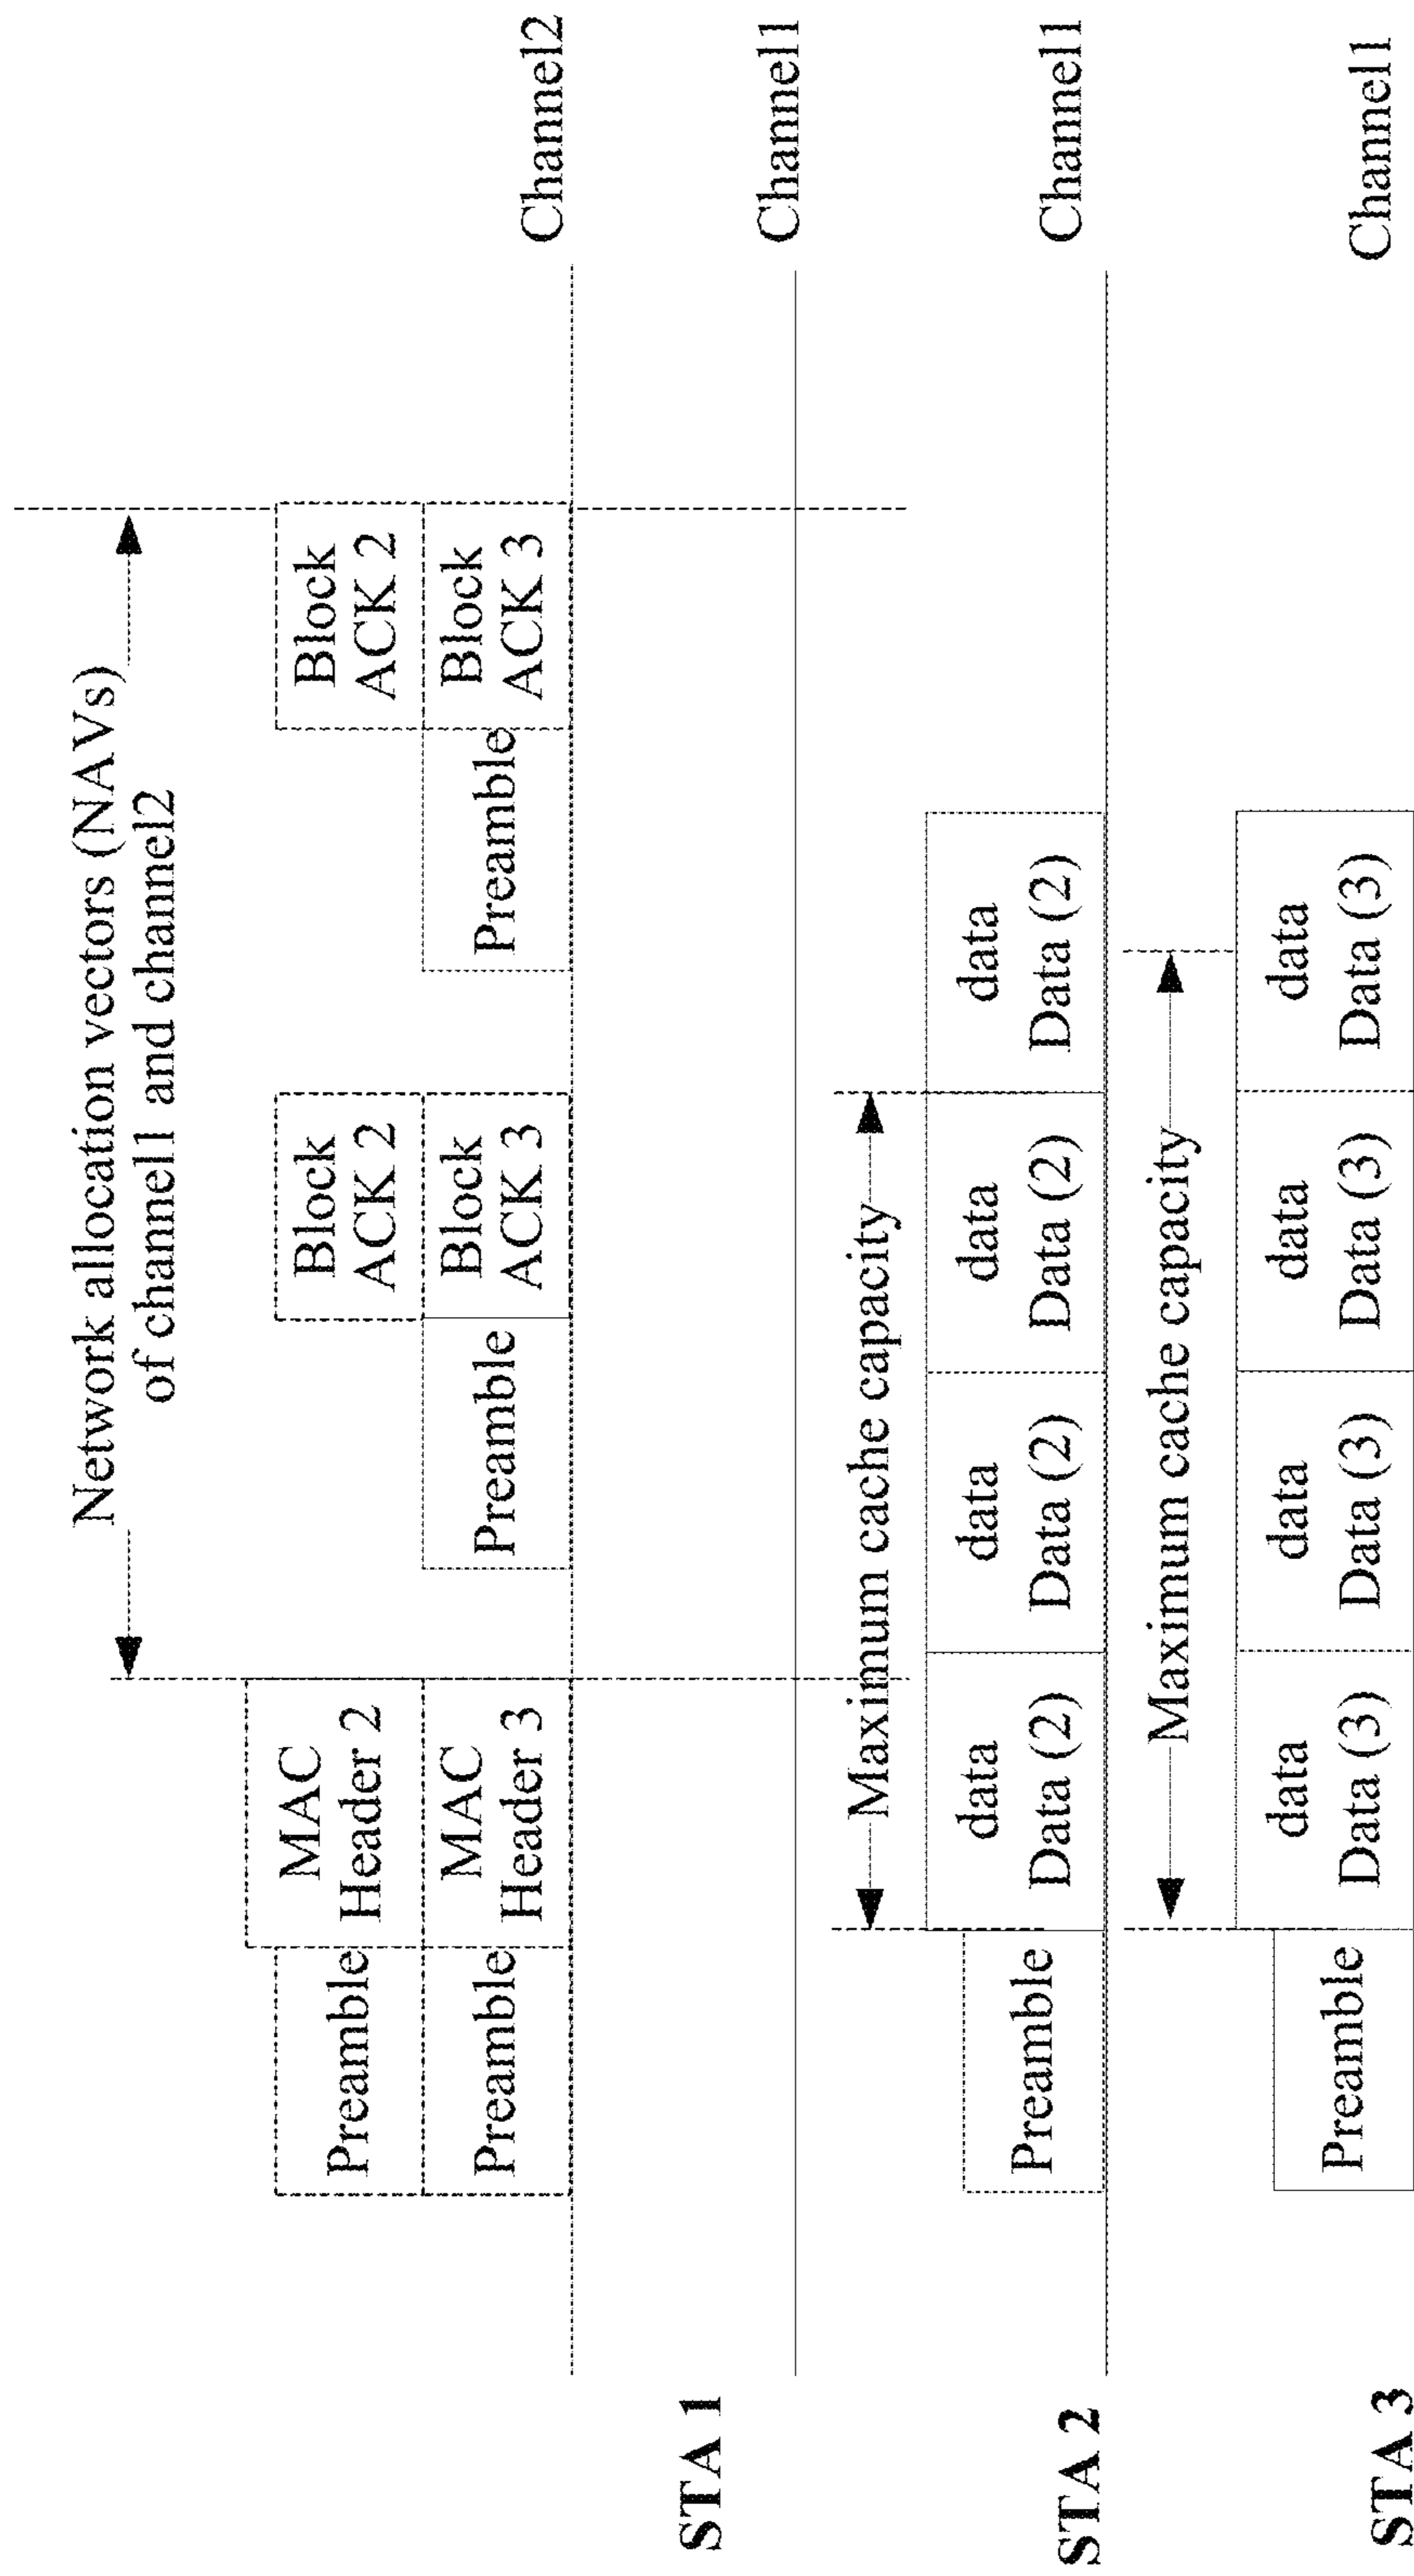 Network allocation vectors (NAVs)
of channel1 and channel2
Preamble
MAC
Header 2
Block
ACK 2
Block
ACK 2
Preamble
MAC
Header 3
Preamble
Block
ACK 3
Preamble
Block
ACK 3
Channel2
STA 1
Channel1
Maximum cache capacity
Preamble
data
Data (2)
data
Data (2)
data
Data (2)
data
Data (2)
STA 2
Channel1
Maximum cache capacity
Preamble
data
Data (3)
data
Data (3)
data
Data (3)
data
Data (3)
STA 3
Channel1